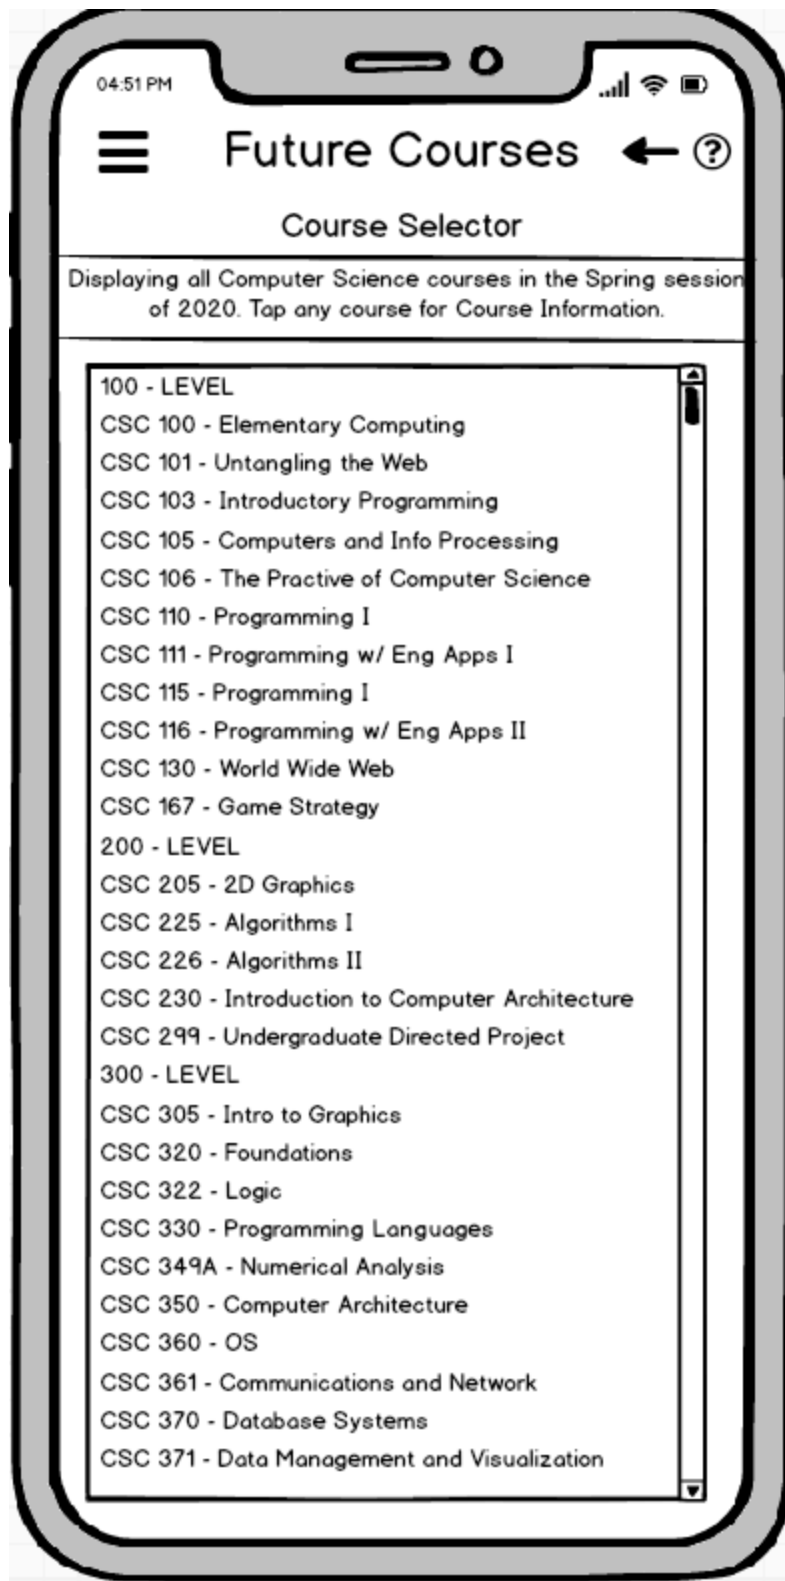 04:51 PM
Future Courses
?
Course Selector
Displaying all Computer Science courses in the Spring session
of 2020. Tap any course for Course Information.
100 - LEVEL
CSC 100 - Elementary Computing
CSC 101 - Untangling the Web
CSC 103 - Introductory Programming
CSC 105 - Computers and Info Processing
CSC 106 - The Practive of Computer Science
CSC 110 - Programming I
CSC 111 - Programming w/ Eng Apps I
CSC 115 - Programming I
CSC 116 - Programming w/ Eng Apps II
CSC 130 - World Wide Web
CSC 167 - Game Strategy
200 - LEVEL
CSC 205 - 2D Graphics
CSC 225 - Algorithms I
CSC 226 - Algorithms II
CSC 230 - Introduction to Computer Architecture
CSC 299 - Undergraduate Directed Project
300 - LEVEL
CSC 305 - Intro to Graphics
CSC 320 - Foundations
CSC 322 - Logic
CSC 330 - Programming Languages
CSC 349A - Numerical Analysis
CSC 350 - Computer Architecture
CSC 360 - OS
CSC 361 - Communications and Network
CSC 370 - Database Systems
CSC 371 - Data Management and Visualization